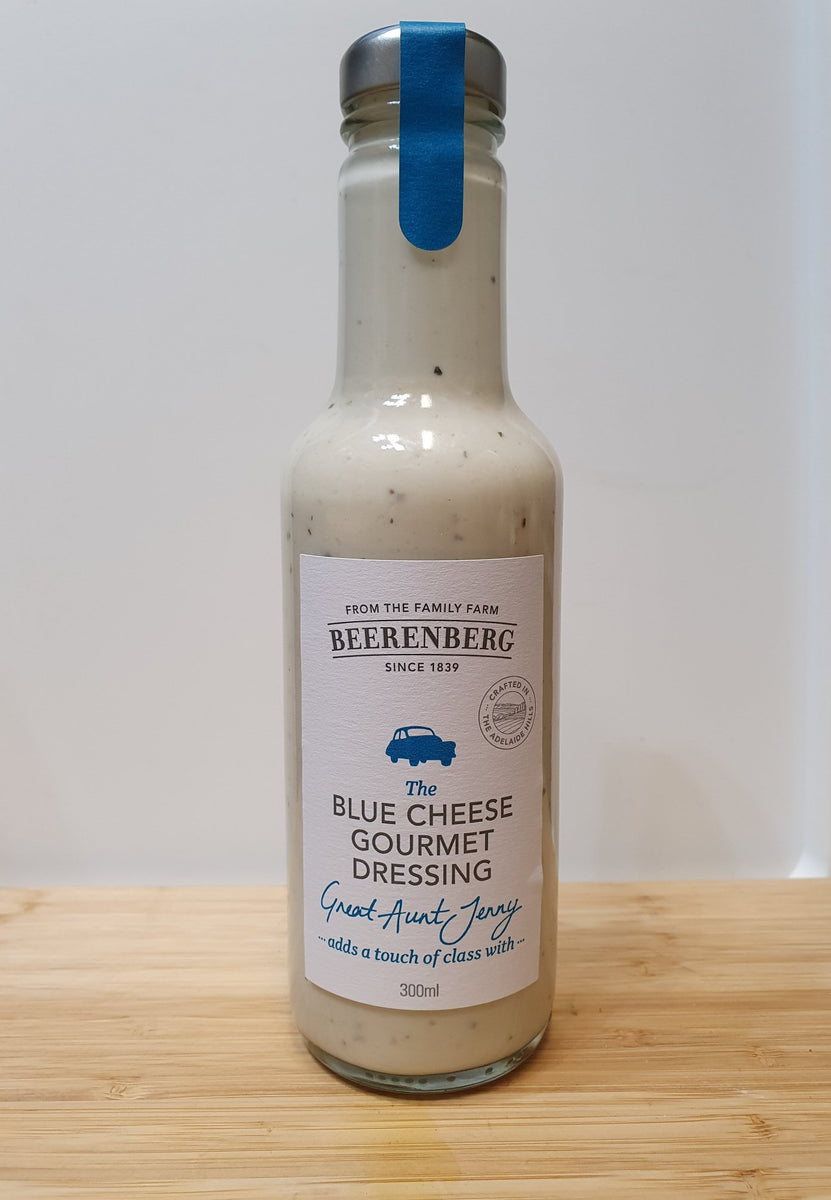 FROM THE FAMILY FARM
BEERENBERG
SINCE 1839
CRAFTED IN
THE ADELAIDE HILLS
The
BLUE CHEESE
GOURMET
DRESSING
Great Aunt Jenny
... adds a touch of class with ...
300ml